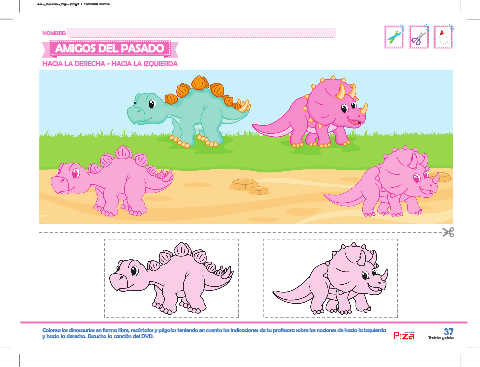 NOMBRE:
AMIGOS DEL PASADO
HACIA LA DERECHA - HACIA LA IZQUIERDA
Colorea los dinosaurios en forma libre, recórtalos y pégalos teniendo en cuenta las indicaciones de tu profesora sobre las nociones de hacia la izquierda
y hacia la derecha. Escucha la canción del DVD.
37